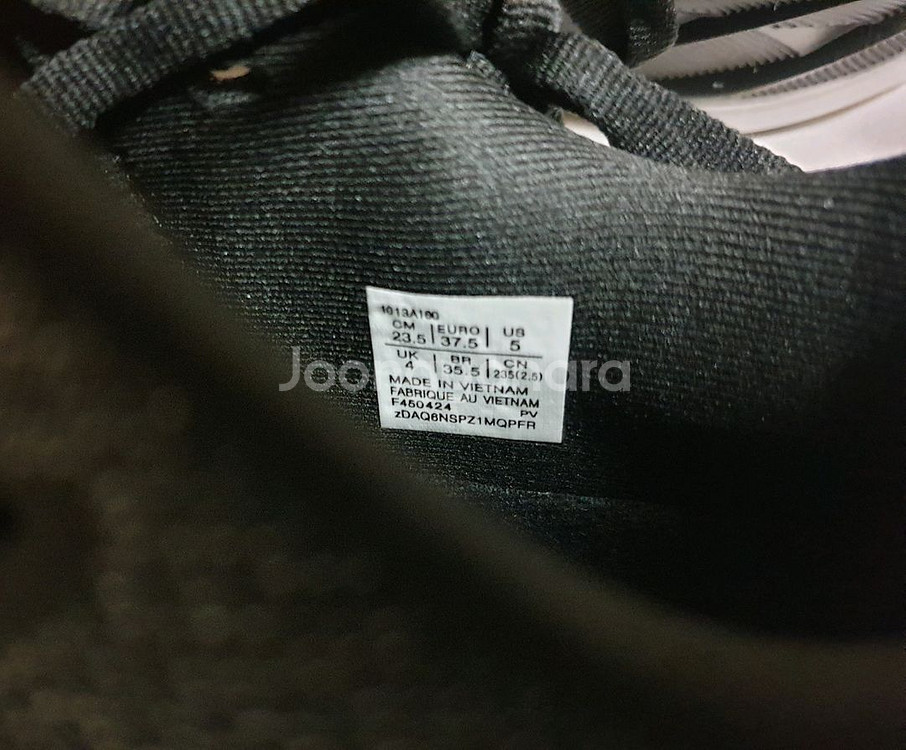 1013A160
CM | EURO | US
23.5 | 37.5 | 5
UK | BR | CN
4 | 35.5 | 235(2.5)
MADE IN VIETNAM
FABRIQUE AU VIETNAM
F450424 PV
zDAQ6NSPZ1MQPFR